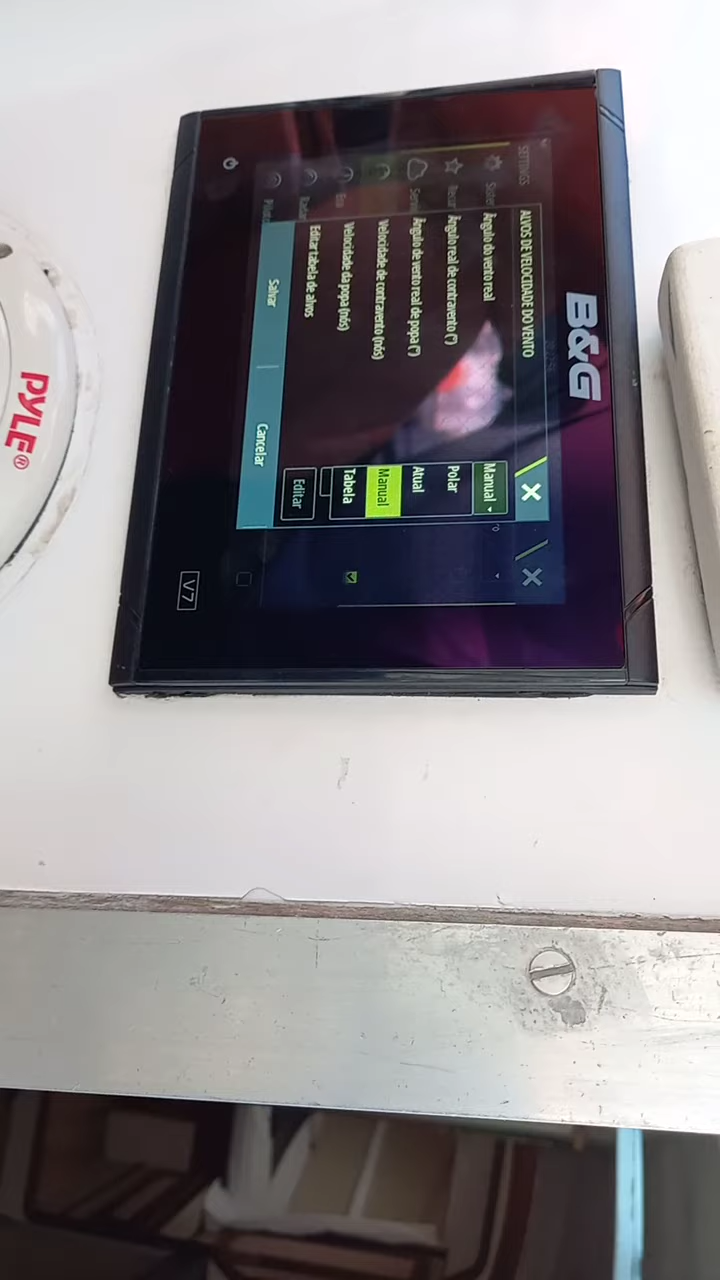 B&G
SETTINGS
ALVOS DE VELOCIDADE DO VENTO
Ângulo do vento real
Manual
Ângulo real de contravento (°)
Polar
Ângulo de vento real de popa (°)
Atual
Velocidade de contravento (nós)
Manual
Velocidade da popa (nós)
Tabela
Editar tabela de alvos
Editar
Salvar
Cancelar
V7
PYLE®